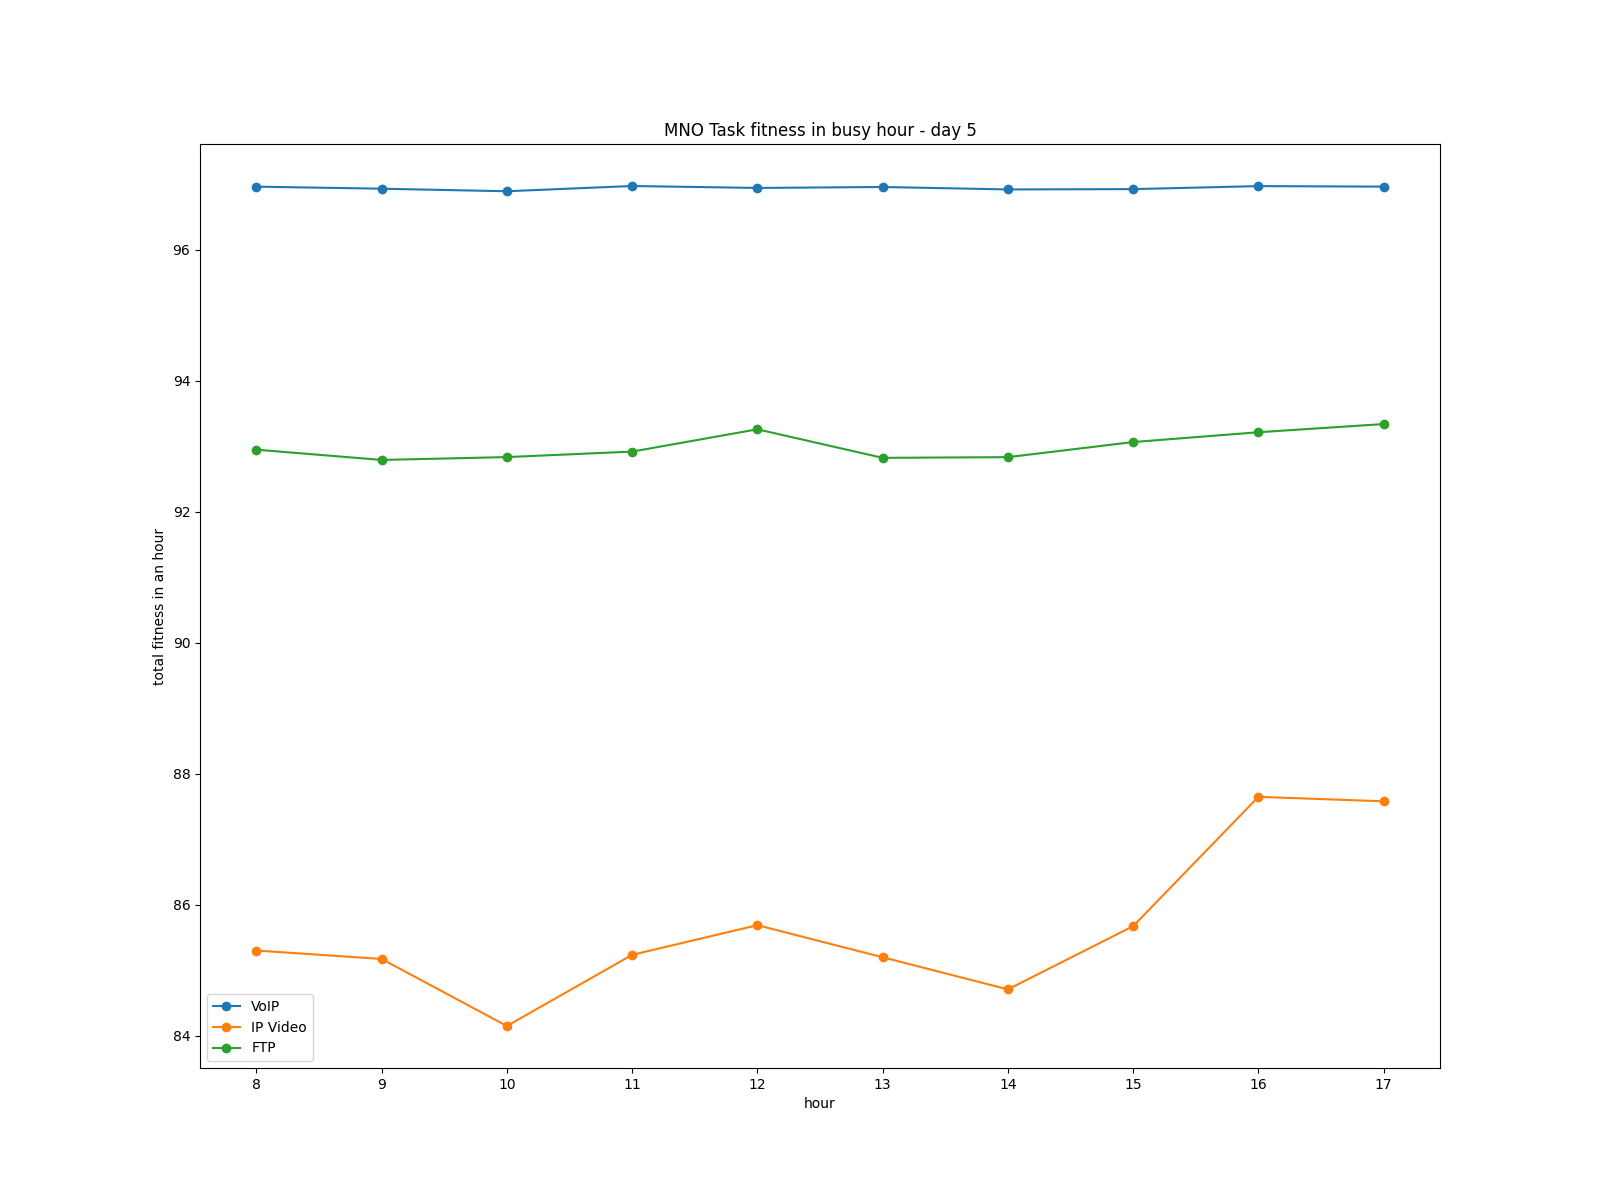 MNO Task fitness in busy hour - day 5
total fitness in an hour
96
94
92
90
88
86
84
VoIP
IP Video
FTP
8 9 10 11 12 13 14 15 16 17
hour